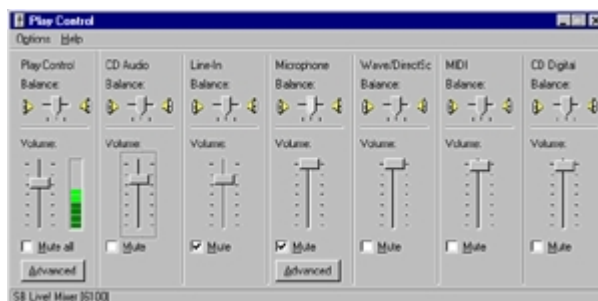 Play Control
Options Help
Play Control CD Audio Line-In Microphone Wave/DirectSc MIDI CD Digital
Balance: Balance: Balance: Balance: Balance: Balance: Balance:
Volume: Volume: Volume: Volume: Volume: Volume: Volume:
Mute all Mute Mute Mute Mute Mute Mute
Advanced Advanced
SB Live! Mixer [6100]